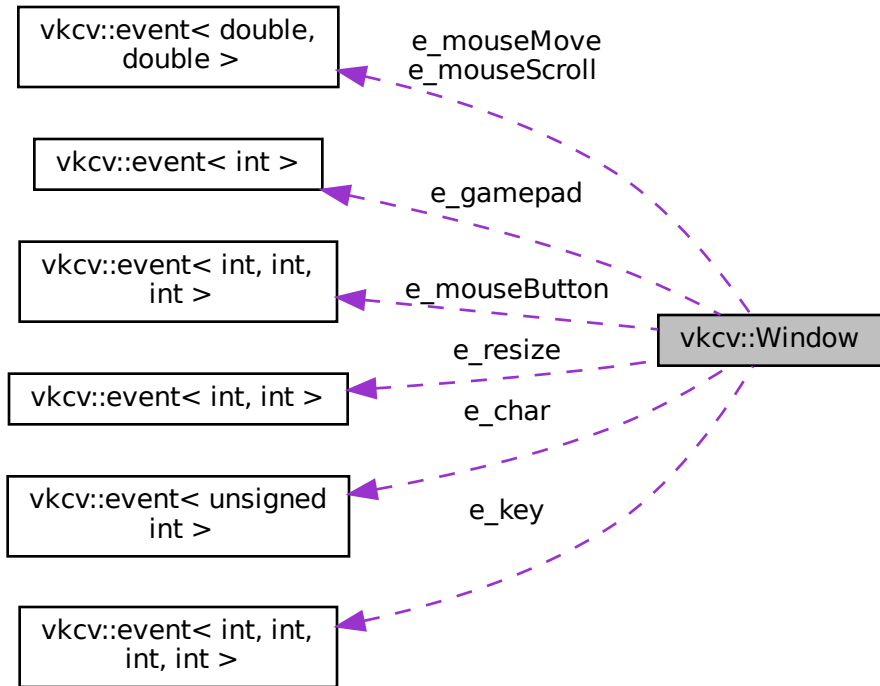 vkcv::event< double,
double >
e_mouseMove
e_mouseScroll
vkcv::event< int >
e_gamepad
vkcv::event< int, int,
int >
e_mouseButton
vkcv::Window
e_resize
vkcv::event< int, int >
e_char
vkcv::event< unsigned
int >
e_key
vkcv::event< int, int,
int, int >